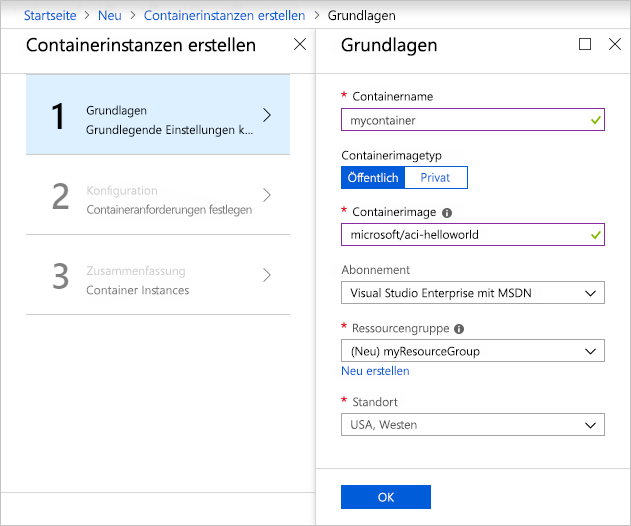 Startseite > Neu > Containerinstanzen erstellen > Grundlagen
Containerinstanzen erstellen
1
Grundlagen
Grundlegende Einstellungen k...
2
Konfiguration
Containeranforderungen festlegen
3
Zusammenfassung
Container Instances
Grundlagen
* Containername
mycontainer
Containerimagetyp
Öffentlich Privat
* Containerimage
microsoft/aci-helloworld
Abonnement
Visual Studio Enterprise mit MSDN
* Ressourcengruppe
(Neu) myResourceGroup
Neu erstellen
* Standort
USA, Westen
OK